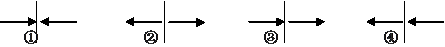 ① ② ③ ④